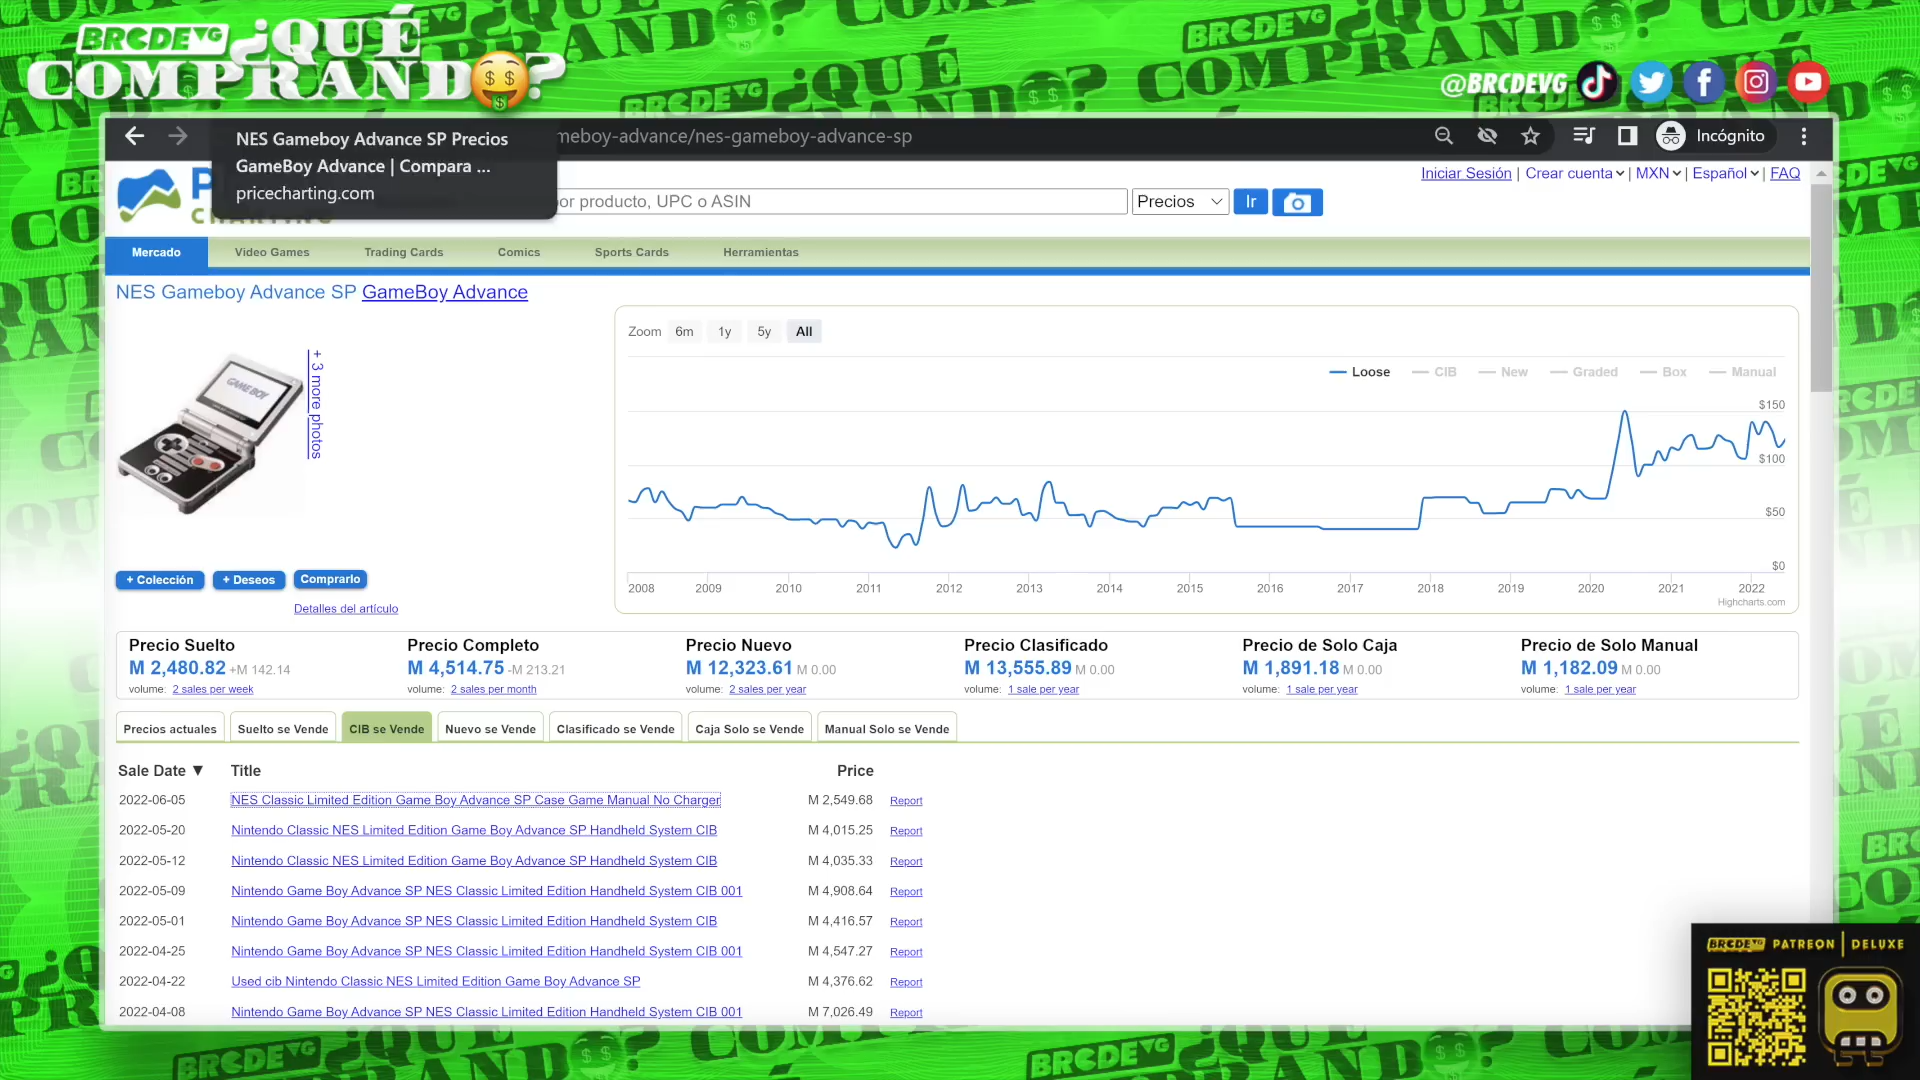 BRCDEVG ¿QUÉ
COMPRANDO?
@BRCDEVG
NES Gameboy Advance SP Precios
GameBoy Advance | Compara ...
pricecharting.com
meboy-advance/nes-gameboy-advance-sp
Incógnito
Iniciar Sesión | Crear cuenta | MXN | Español | FAQ
or producto, UPC o ASIN
Precios
Ir
Mercado
Video Games
Trading Cards
Comics
Sports Cards
Herramientas
NES Gameboy Advance SP GameBoy Advance
GAME BOY
+ 3 more photos
Zoom 6m 1y 5y All
Loose CIB New Graded Box Manual
$150
$100
$50
$0
2008 2009 2010 2011 2012 2013 2014 2015 2016 2017 2018 2019 2020 2021 2022
Highcharts.com
+ Colección
+ Deseos
Comprarlo
Detalles del artículo
Precio Suelto
M 2,480.82 +M 142.14
volume: 2 sales per week
Precio Completo
M 4,514.75 -M 213.21
volume: 2 sales per month
Precio Nuevo
M 12,323.61 M 0.00
volume: 2 sales per year
Precio Clasificado
M 13,555.89 M 0.00
volume: 1 sale per year
Precio de Solo Caja
M 1,891.18 M 0.00
volume: 1 sale per year
Precio de Solo Manual
M 1,182.09 M 0.00
volume: 1 sale per year
Precios actuales
Suelto se Vende
CIB se Vende
Nuevo se Vende
Clasificado se Vende
Caja Solo se Vende
Manual Solo se Vende
Sale Date ▼ Title Price
2022-06-05 NES Classic Limited Edition Game Boy Advance SP Case Game Manual No Charger M 2,549.68 Report
2022-05-20 Nintendo Classic NES Limited Edition Game Boy Advance SP Handheld System CIB M 4,015.25 Report
2022-05-12 Nintendo Classic NES Limited Edition Game Boy Advance SP Handheld System CIB M 4,035.33 Report
2022-05-09 Nintendo Game Boy Advance SP NES Classic Limited Edition Handheld System CIB 001 M 4,908.64 Report
2022-05-01 Nintendo Game Boy Advance SP NES Classic Limited Edition Handheld System CIB M 4,416.57 Report
2022-04-25 Nintendo Game Boy Advance SP NES Classic Limited Edition Handheld System CIB 001 M 4,547.27 Report
2022-04-22 Used cib Nintendo Classic NES Limited Edition Game Boy Advance SP M 4,376.62 Report
2022-04-08 Nintendo Game Boy Advance SP NES Classic Limited Edition Handheld System CIB 001 M 7,026.49 Report
BRCDEVG PATREON | DELUXE